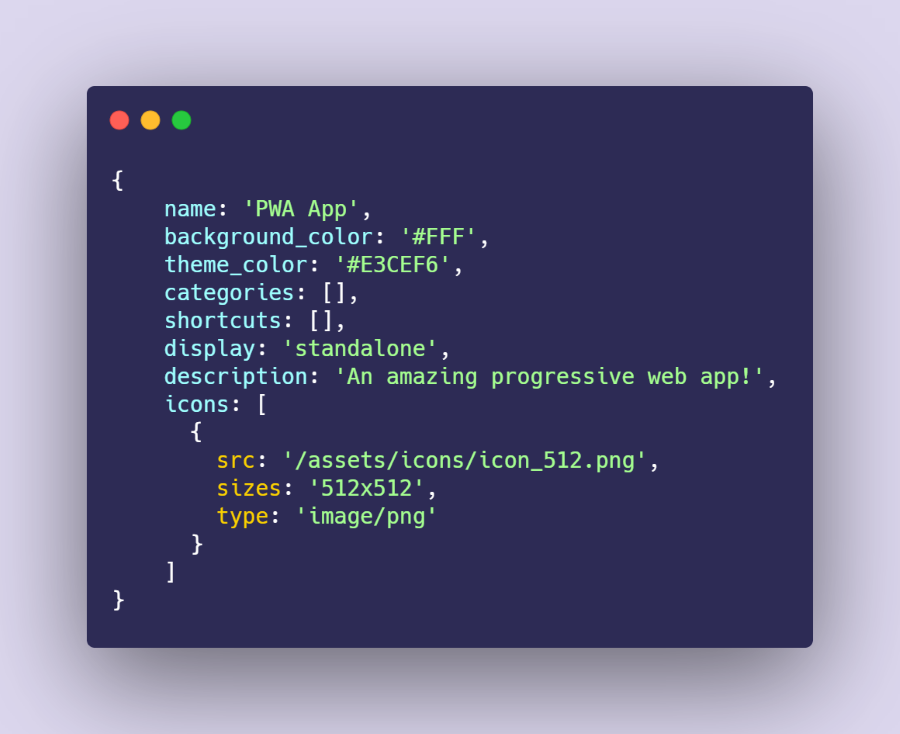 {
    name: 'PWA App',
    background_color: '#FFF',
    theme_color: '#E3CEF6',
    categories: [],
    shortcuts: [],
    display: 'standalone',
    description: 'An amazing progressive web app!',
    icons: [
      {
        src: '/assets/icons/icon_512.png',
        sizes: '512x512',
        type: 'image/png'
      }
    ]
}